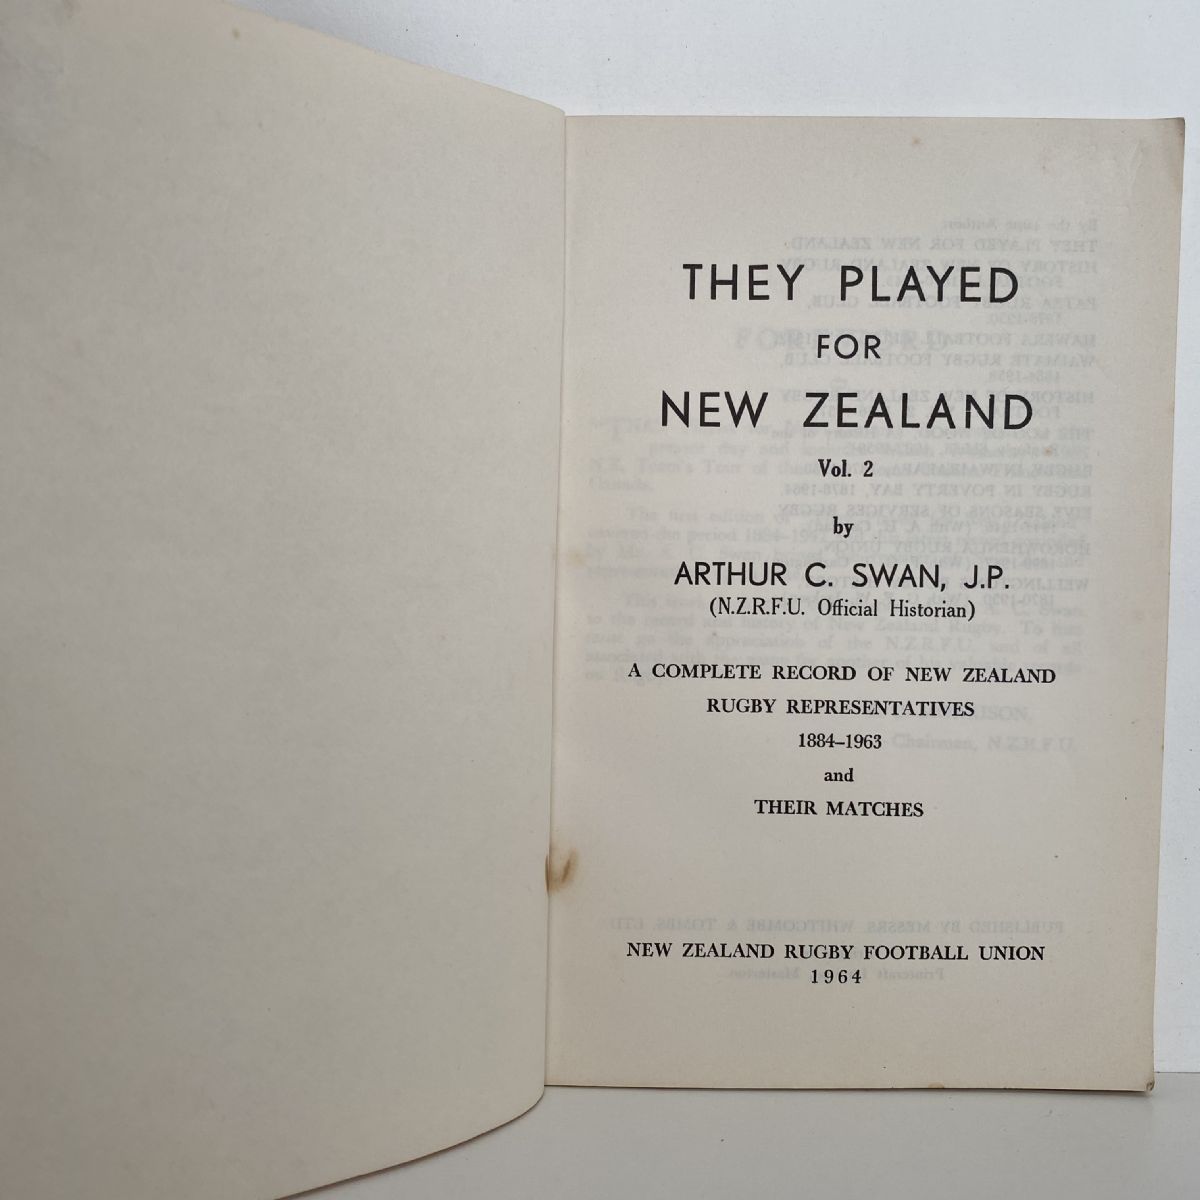 THEY PLAYED
FOR
NEW ZEALAND
Vol. 2
by
ARTHUR C. SWAN, J.P.
(N.Z.R.F.U. Official Historian)
A COMPLETE RECORD OF NEW ZEALAND
RUGBY REPRESENTATIVES
1884–1963
and
THEIR MATCHES
NEW ZEALAND RUGBY FOOTBALL UNION
1964